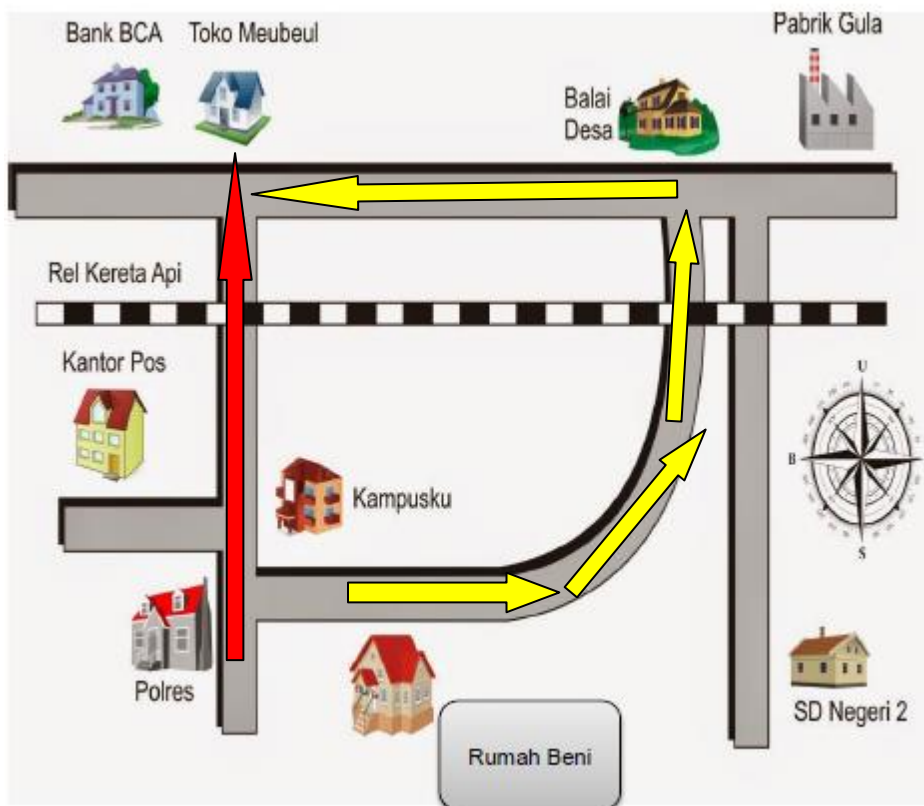 Bank BCA
Toko Meubeul
Pabrik Gula
Balai
Desa
Rel Kereta Api
Kantor Pos
U
B
S
Kampusku
Polres
SD Negeri 2
Rumah Beni